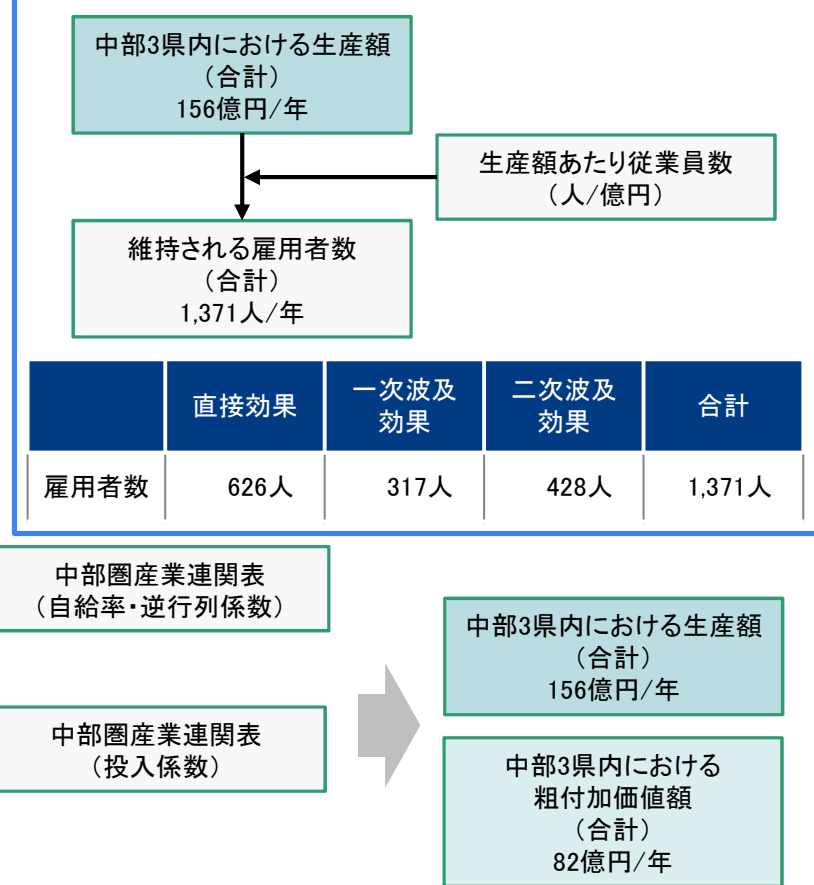 中部3県内における生産額
（合計）
156億円/年
生産額あたり従業員数
（人/億円）
維持される雇用者数
（合計）
1,371人/年
直接効果
一次波及
効果
二次波及
効果
合計
雇用者数
626人
317人
428人
1,371人
中部圏産業連関表
（自給率・逆行列係数）
中部3県内における生産額
（合計）
156億円/年
中部圏産業連関表
（投入係数）
中部3県内における
粗付加価値額
（合計）
82億円/年